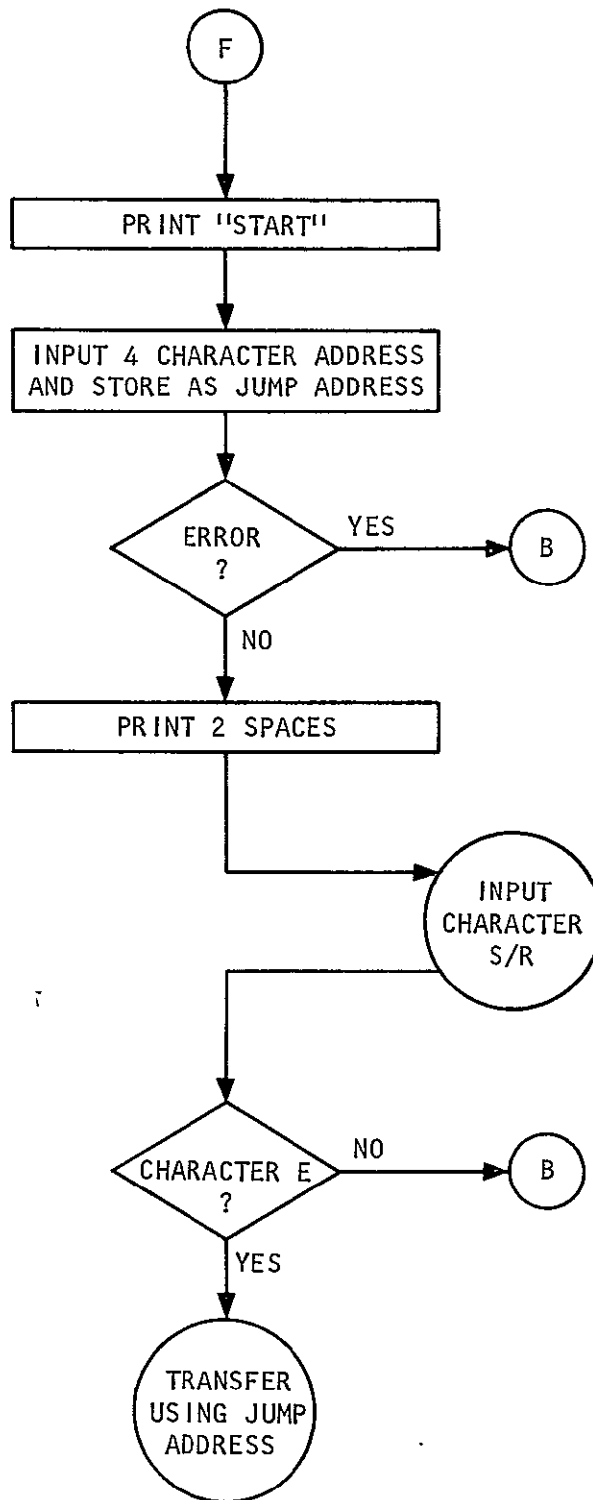 F
PRINT "START"
INPUT 4 CHARACTER ADDRESS
AND STORE AS JUMP ADDRESS
ERROR
?
YES
B
NO
PRINT 2 SPACES
INPUT
CHARACTER
S/R
CHARACTER E
?
NO
B
YES
TRANSFER
USING JUMP
ADDRESS